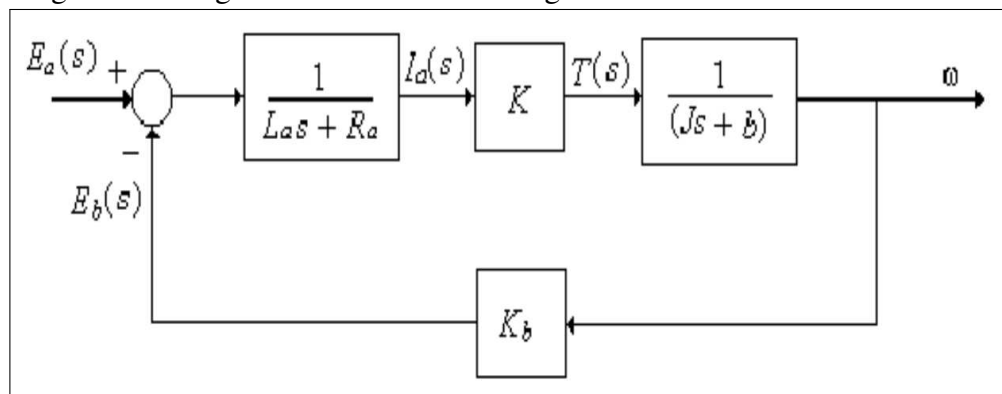 E_a(s)
+
−
E_b(s)
1
L_a s + R_a
I_a(s)
K
T(s)
1
(Js + b)
ω
K_b